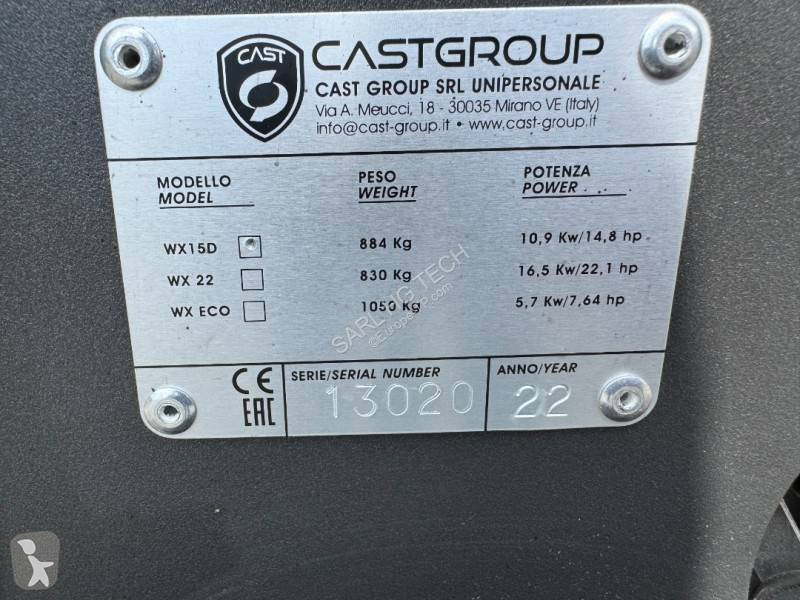 CAST
CASTGROUP
CAST GROUP SRL UNIPERSONALE
Via A. Meucci, 18 - 30035 Mirano VE (Italy)
info@cast-group.it • www.cast-group.it
MODELLO PESO POTENZA
MODEL WEIGHT POWER
WX15D 884 Kg 10,9 Kw/14,8 hp
WX 22 830 Kg 16,5 Kw/22,1 hp
WX ECO 1050 Kg 5,7 Kw/7,64 hp
CE EAC
SERIE/SERIAL NUMBER ANNO/YEAR
13020 22
SARL NG TECH